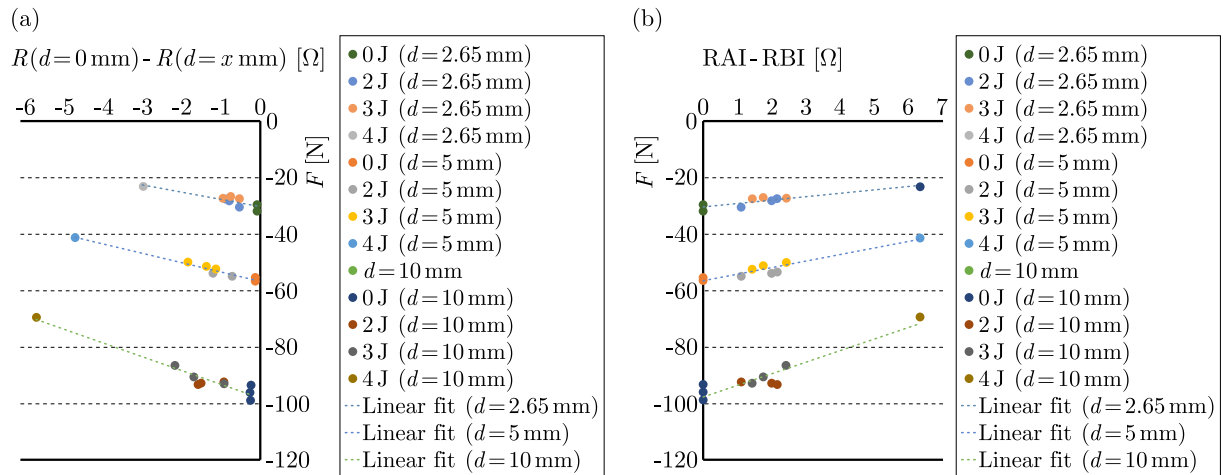 (a)
R(d=0 mm) - R(d=x mm) [Ω]
-6 -5 -4 -3 -2 -1 0
0
-20
-40
-60
-80
-100
-120
F [N]
0 J (d=2.65 mm)
2 J (d=2.65 mm)
3 J (d=2.65 mm)
4 J (d=2.65 mm)
0 J (d=5 mm)
2 J (d=5 mm)
3 J (d=5 mm)
4 J (d=5 mm)
d=10 mm
0 J (d=10 mm)
2 J (d=10 mm)
3 J (d=10 mm)
4 J (d=10 mm)
Linear fit (d=2.65 mm)
Linear fit (d=5 mm)
Linear fit (d=10 mm)
(b)
RAI - RBI [Ω]
0 1 2 3 4 5 6 7
F [N]
0
-20
-40
-60
-80
-100
-120
0 J (d=2.65 mm)
2 J (d=2.65 mm)
3 J (d=2.65 mm)
4 J (d=2.65 mm)
0 J (d=5 mm)
2 J (d=5 mm)
3 J (d=5 mm)
4 J (d=5 mm)
d=10 mm
0 J (d=10 mm)
2 J (d=10 mm)
3 J (d=10 mm)
4 J (d=10 mm)
Linear fit (d=2.65 mm)
Linear fit (d=5 mm)
Linear fit (d=10 mm)